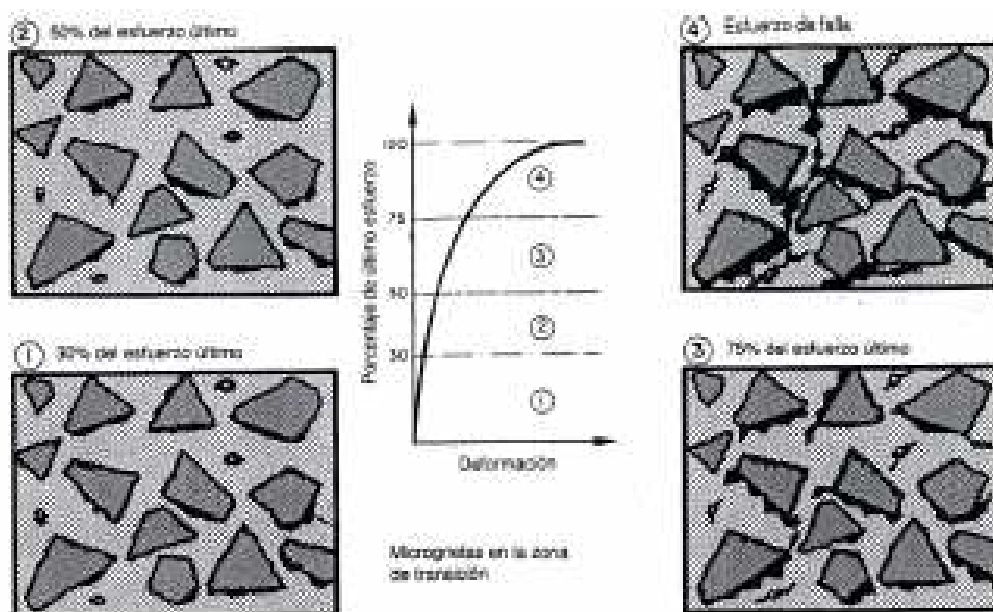 ② 50% del esfuerzo último
④ Esfuerzo de falla
100
④
75
③
50
②
30
①
Porcentaje de último esfuerzo
Deformación
① 30% del esfuerzo último
③ 75% del esfuerzo último
Microgrietas en la zona
de transición